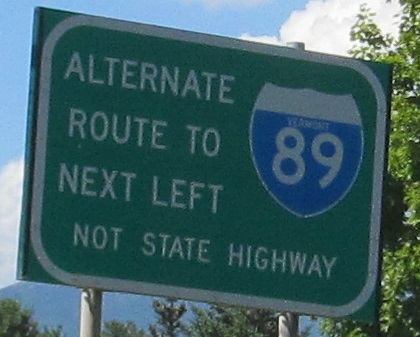 ALTERNATE
ROUTE TO
NEXT LEFT
VERMONT
89
NOT STATE HIGHWAY